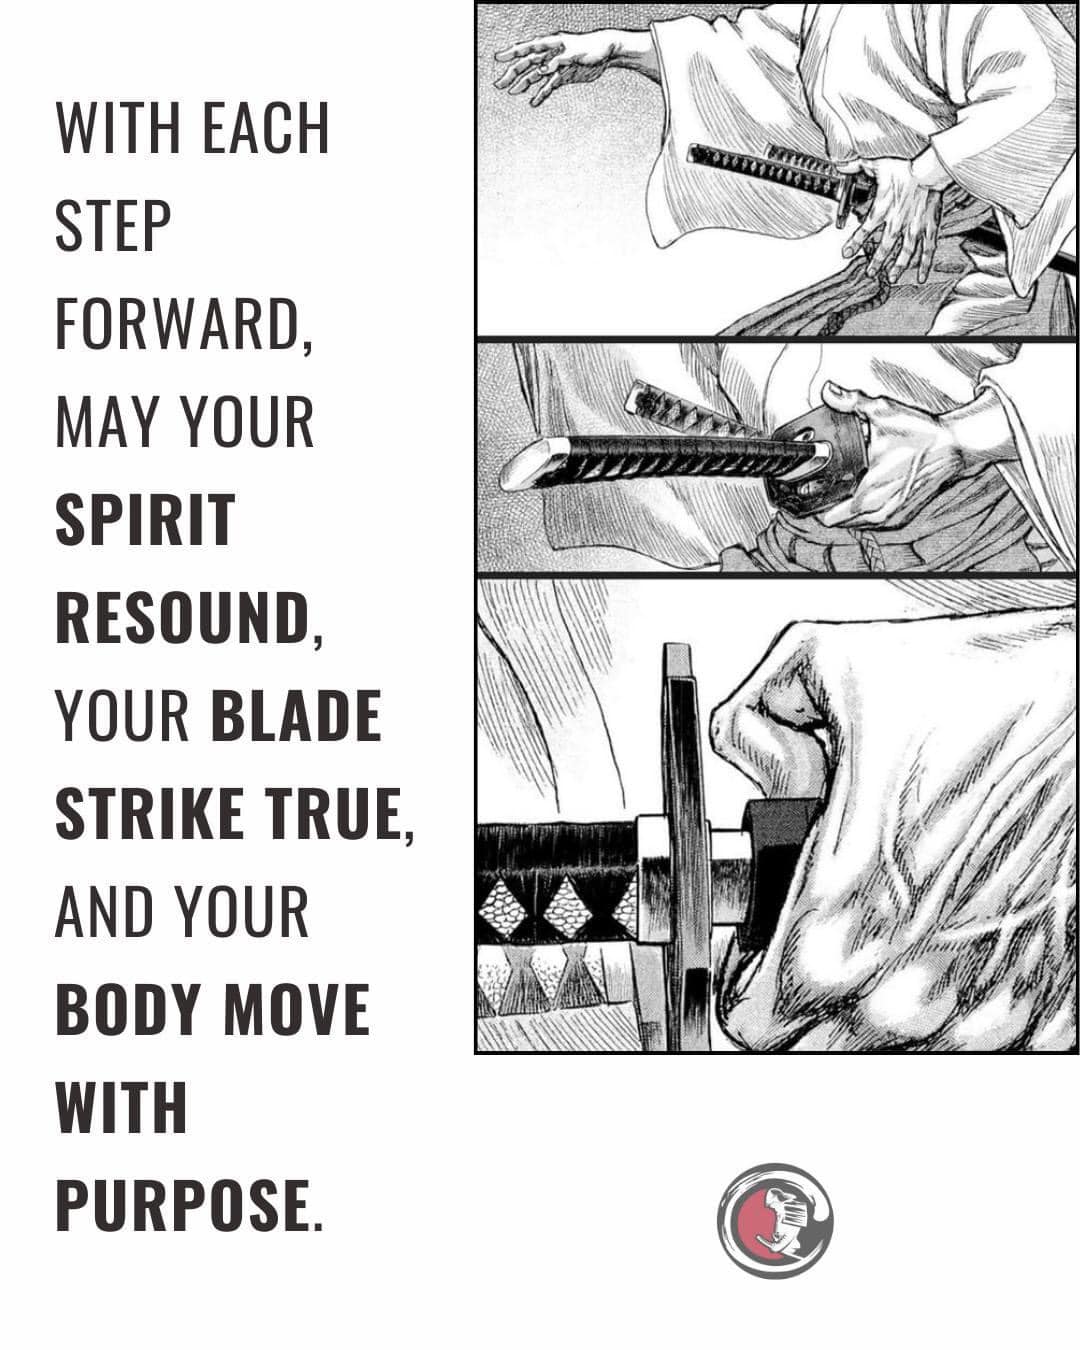 WITH EACH
STEP
FORWARD,
MAY YOUR
SPIRIT
RESOUND,
YOUR BLADE
STRIKE TRUE,
AND YOUR
BODY MOVE
WITH
PURPOSE.